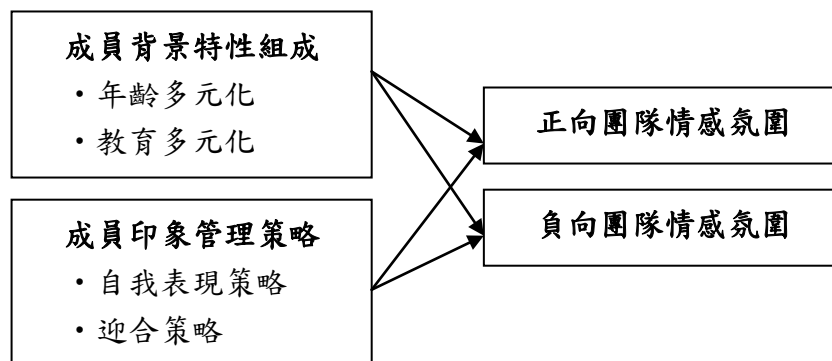 成員背景特性組成
・年齡多元化
・教育多元化
正向團隊情感氛圍
負向團隊情感氛圍
成員印象管理策略
・自我表現策略
・迎合策略